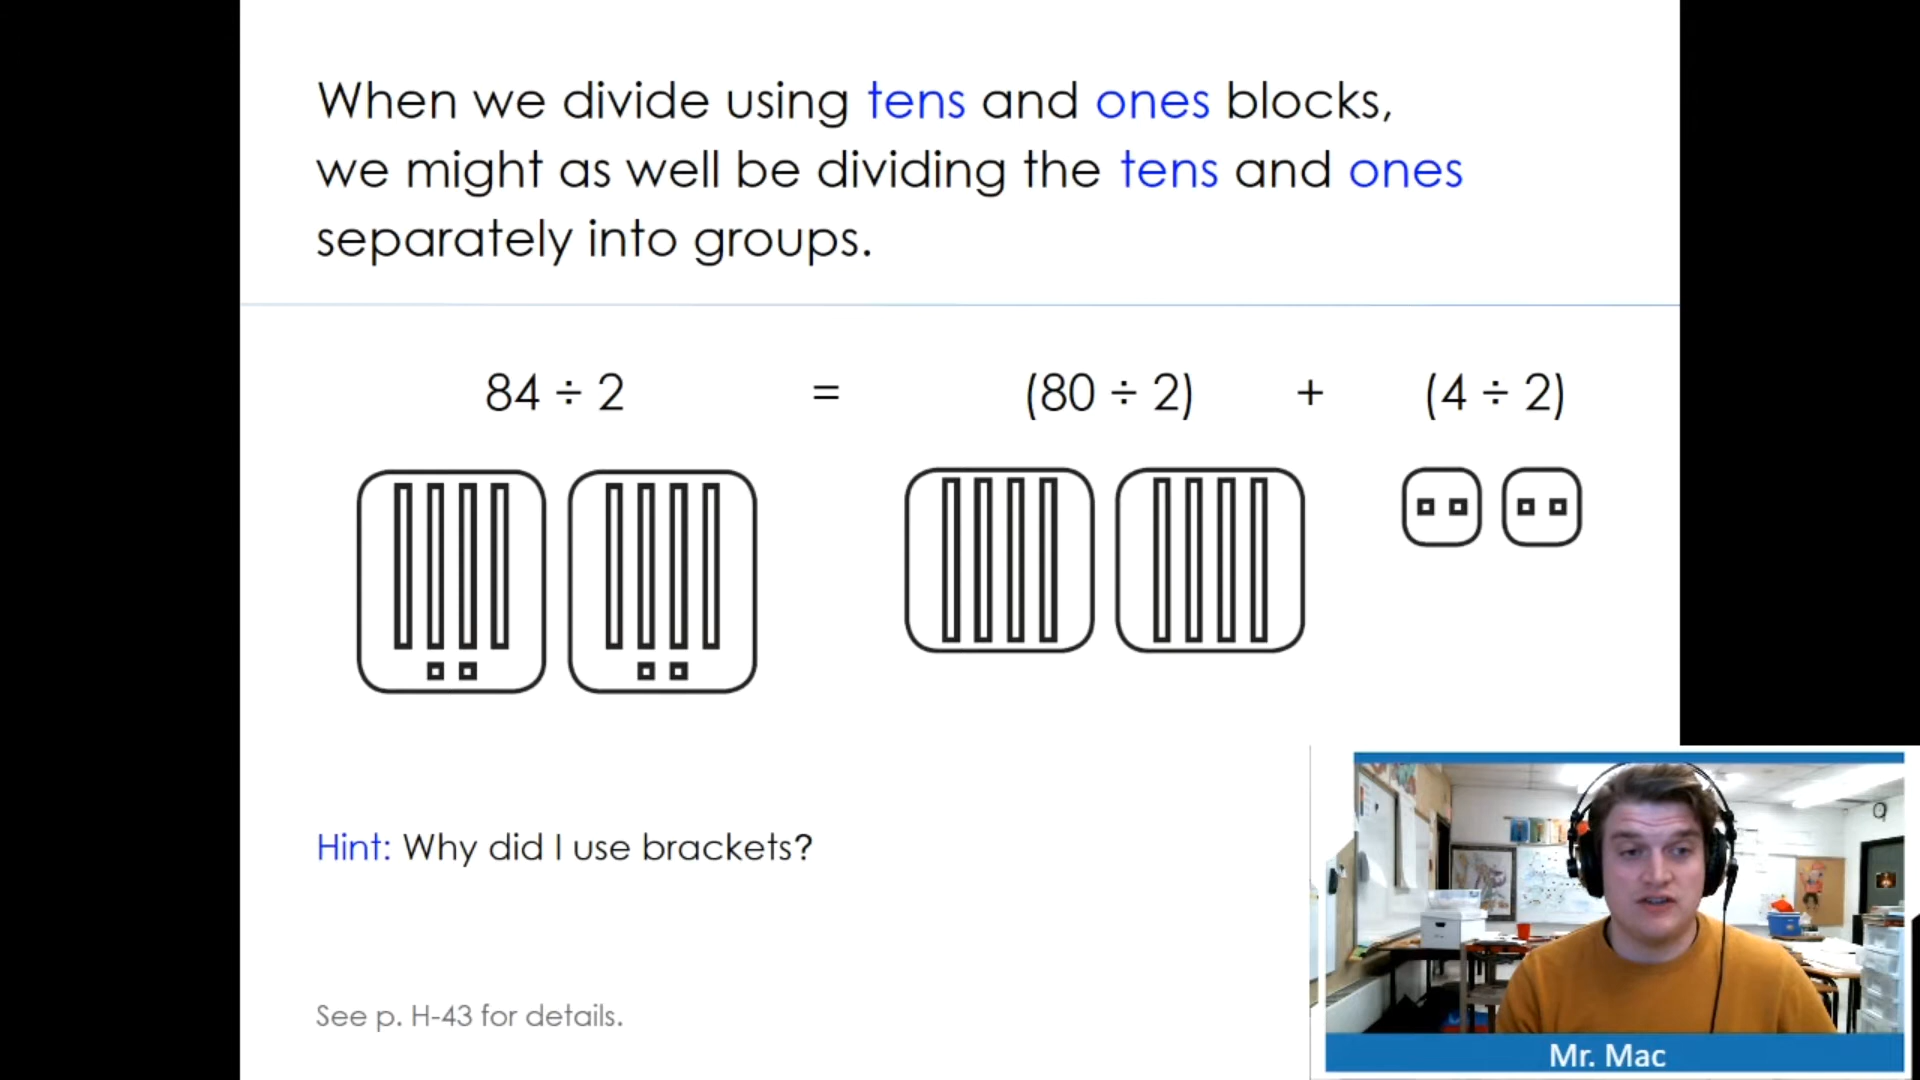 When we divide using tens and ones blocks,
we might as well be dividing the tens and ones
separately into groups.
84 ÷ 2 = (80 ÷ 2) + (4 ÷ 2)
Hint: Why did I use brackets?
See p. H-43 for details.
Mr. Mac